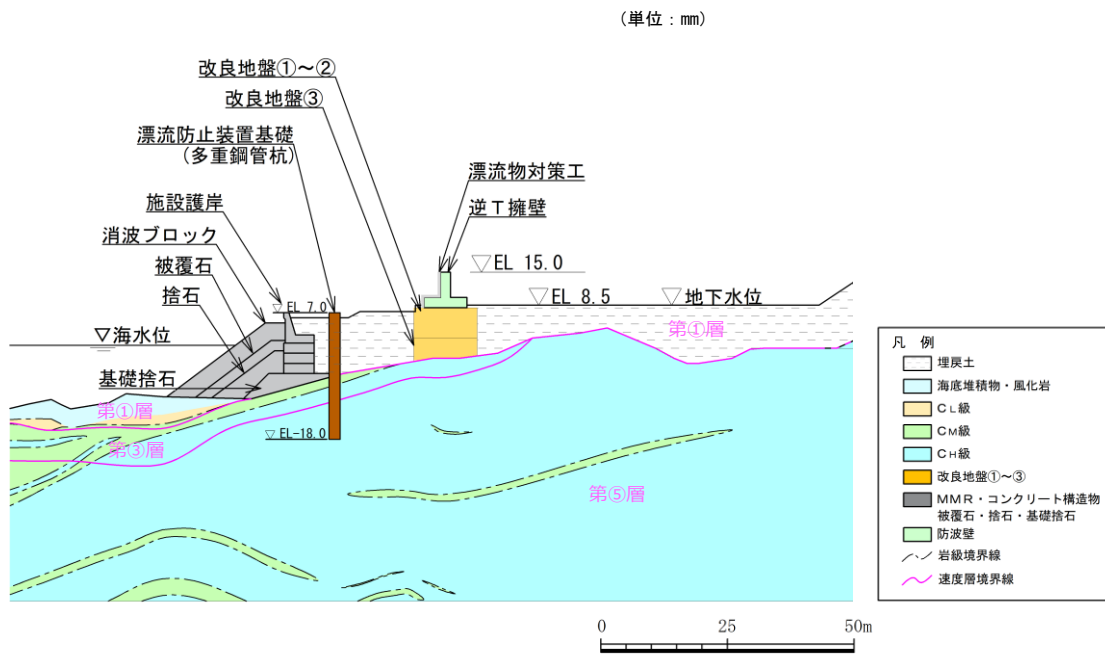 （単位：mm）
改良地盤①～②
改良地盤③
漂流防止装置基礎
（多重鋼管杭）
漂流物対策工
逆T擁壁
施設護岸
消波ブロック
被覆石
捨石
▽EL 15.0
▽EL 7.0
▽EL 8.5
▽地下水位
▽海水位
第①層
基礎捨石
第①層
第③層
▽EL-18.0
第⑤層
凡 例
埋戻土
海底堆積物・風化岩
CL級
CM級
CH級
改良地盤①～③
MMR・コンクリート構造物
被覆石・捨石・基礎捨石
防波壁
岩級境界線
速度層境界線
0 25 50m